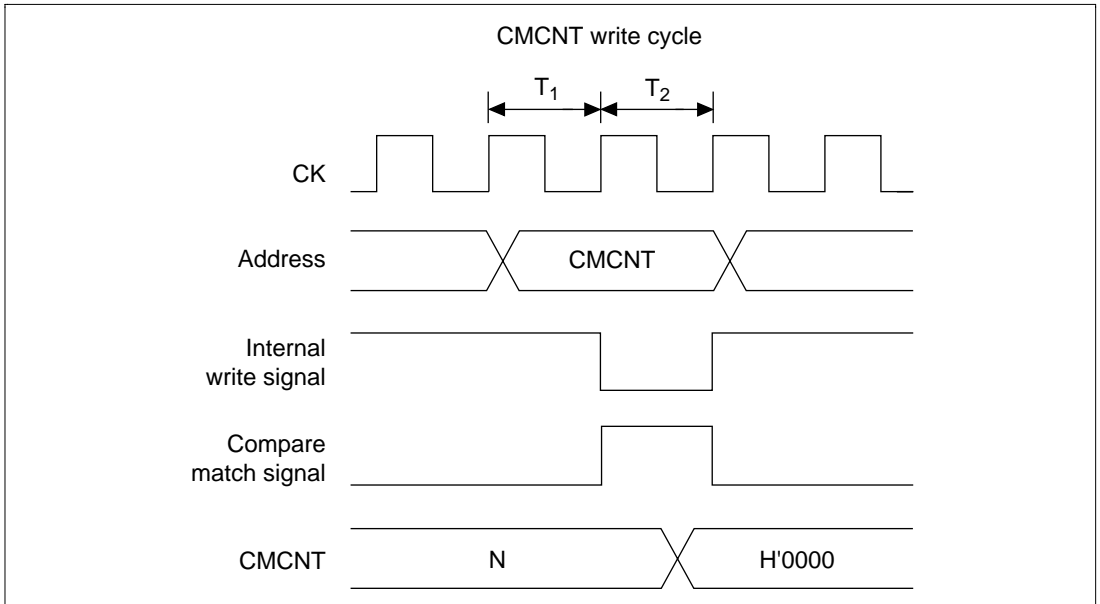 CMCNT write cycle
T1 T2
CK
Address CMCNT
Internal
write signal
Compare
match signal
CMCNT N H'0000